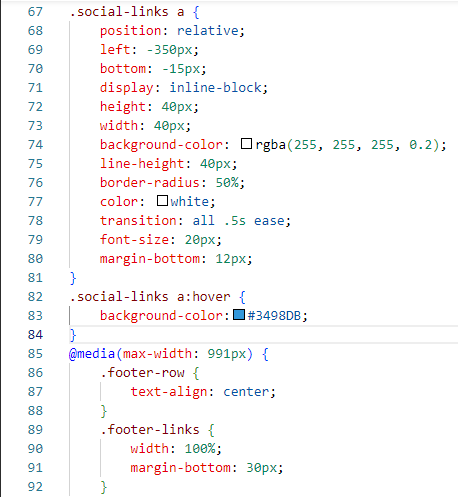 67 .social-links a {
68     position: relative;
69     left: -350px;
70     bottom: -15px;
71     display: inline-block;
72     height: 40px;
73     width: 40px;
74     background-color: rgba(255, 255, 255, 0.2);
75     line-height: 40px;
76     border-radius: 50%;
77     color: white;
78     transition: all .5s ease;
79     font-size: 20px;
80     margin-bottom: 12px;
81 }
82 .social-links a:hover {
83     background-color:#3498DB;
84 }
85 @media(max-width: 991px) {
86     .footer-row {
87         text-align: center;
88     }
89     .footer-links {
90         width: 100%;
91         margin-bottom: 30px;
92     }